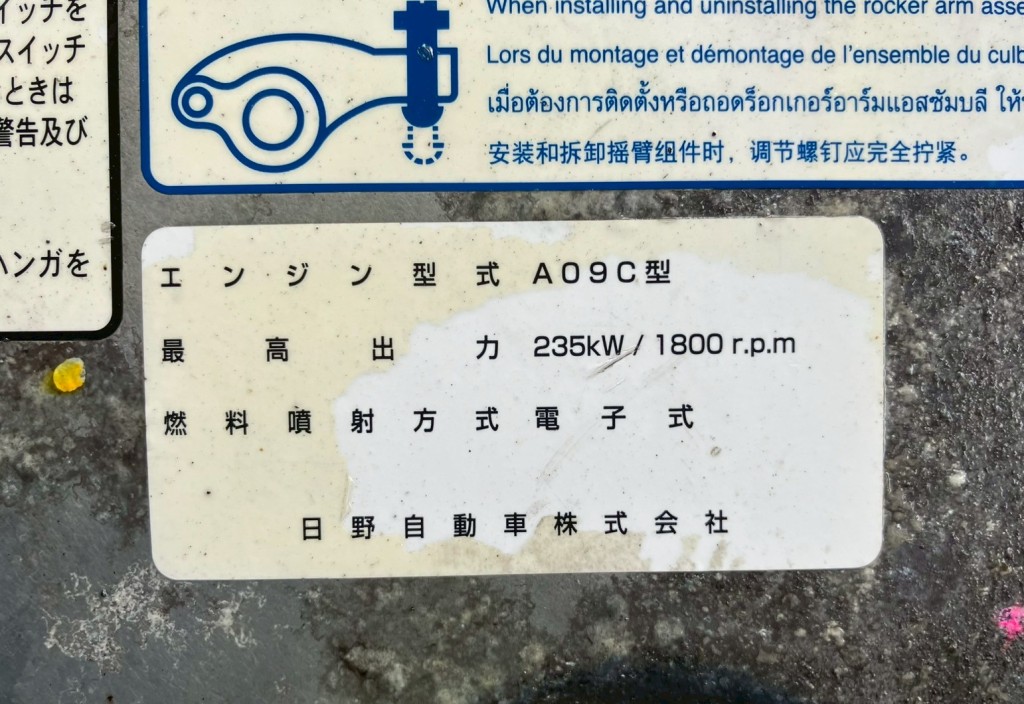 イッチを
スイッチ
ときは
警告及び
ハンガを
When installing and uninstalling the rocker arm
Lors du montage et démontage de l'ensemble du
เมื่อต้องการติดตั้งหรือถอดร็อกเกอร์อาร์มแอสซัมบลี
安装和拆卸摇臂组件时，调节螺钉应完全拧紧。
エンジン型式 A09C型
最高出力 235kW / 1800 r.p.m
燃料噴射方式 電子式
日野自動車株式会社